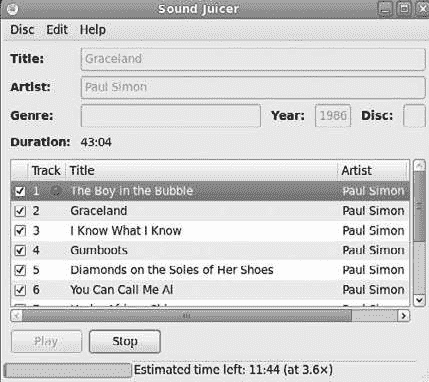 Sound Juicer
Disc Edit Help
Title: Graceland
Artist: Paul Simon
Genre: Year: 1986 Disc:
Duration: 43:04
Track Title Artist
1 The Boy in the Bubble Paul Simon
2 Graceland Paul Simon
3 I Know What I Know Paul Simon
4 Gumboots Paul Simon
5 Diamonds on the Soles of Her Shoes Paul Simon
6 You Can Call Me Al Paul Simon
Play Stop
Estimated time left: 11:44 (at 3.6×)